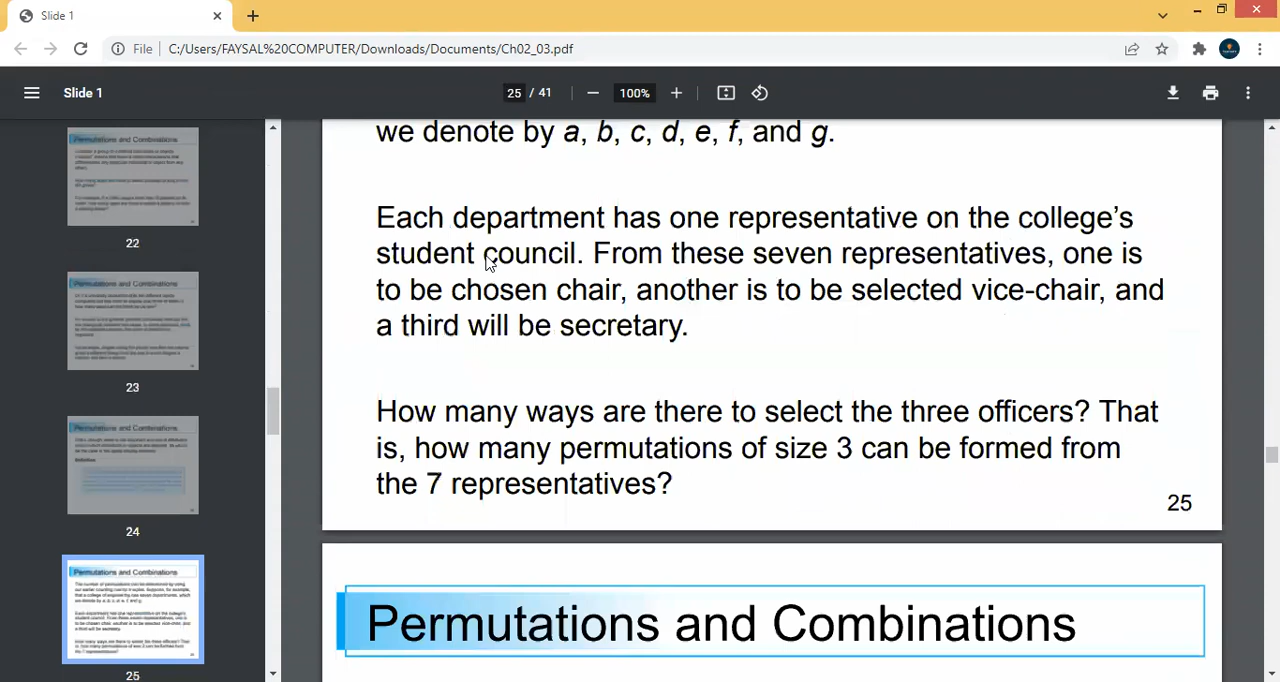 Slide 1
File C:/Users/FAYSAL%20COMPUTER/Downloads/Documents/Ch02_03.pdf
Slide 1
25 / 41
100%
Permutations and Combinations
22
Permutations and Combinations
23
Permutations and Combinations
24
Permutations and Combinations
25
we denote by a, b, c, d, e, f, and g.
Each department has one representative on the college’s
student council. From these seven representatives, one is
to be chosen chair, another is to be selected vice-chair, and
a third will be secretary.
How many ways are there to select the three officers? That
is, how many permutations of size 3 can be formed from
the 7 representatives?
25
Permutations and Combinations